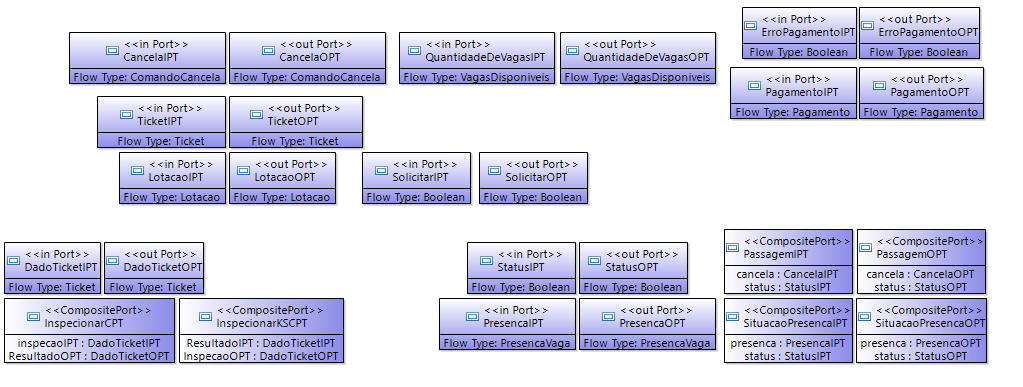 <<in Port>>
CancelaIPT
Flow Type: ComandoCancela
<<out Port>>
CancelaOPT
Flow Type: ComandoCancela
<<in Port>>
QuantidadeDeVagasIPT
Flow Type: VagasDisponiveis
<<out Port>>
QuantidadeDeVagasOPT
Flow Type: VagasDisponiveis
<<in Port>>
ErroPagamentoIPT
Flow Type: Boolean
<<out Port>>
ErroPagamentoOPT
Flow Type: Boolean
<<in Port>>
PagamentoIPT
Flow Type: Pagamento
<<out Port>>
PagamentoOPT
Flow Type: Pagamento
<<in Port>>
TicketIPT
Flow Type: Ticket
<<out Port>>
TicketOPT
Flow Type: Ticket
<<in Port>>
LotacaoIPT
Flow Type: Lotacao
<<out Port>>
LotacaoOPT
Flow Type: Lotacao
<<in Port>>
SolicitarIPT
Flow Type: Boolean
<<out Port>>
SolicitarOPT
Flow Type: Boolean
<<in Port>>
DadoTicketIPT
Flow Type: Ticket
<<out Port>>
DadoTicketOPT
Flow Type: Ticket
<<in Port>>
StatusIPT
Flow Type: Boolean
<<out Port>>
StatusOPT
Flow Type: Boolean
<<CompositePort>>
PassagemIPT
cancela : CancelaIPT
status : StatusIPT
<<CompositePort>>
PassagemOPT
cancela : CancelaOPT
status : StatusOPT
<<CompositePort>>
InspecionarCPT
inspecaoIPT : DadoTicketIPT
ResultadoOPT : DadoTicketOPT
<<CompositePort>>
InspecionarKSCPT
ResultadoIPT : DadoTicketIPT
InspecaoOPT : DadoTicketOPT
<<in Port>>
PresencaIPT
Flow Type: PresencaVaga
<<out Port>>
PresencaOPT
Flow Type: PresencaVaga
<<CompositePort>>
SituacaoPresencaIPT
presenca : PresencaIPT
status : StatusIPT
<<CompositePort>>
SituacaoPresencaOPT
presenca : PresencaOPT
status : StatusOPT